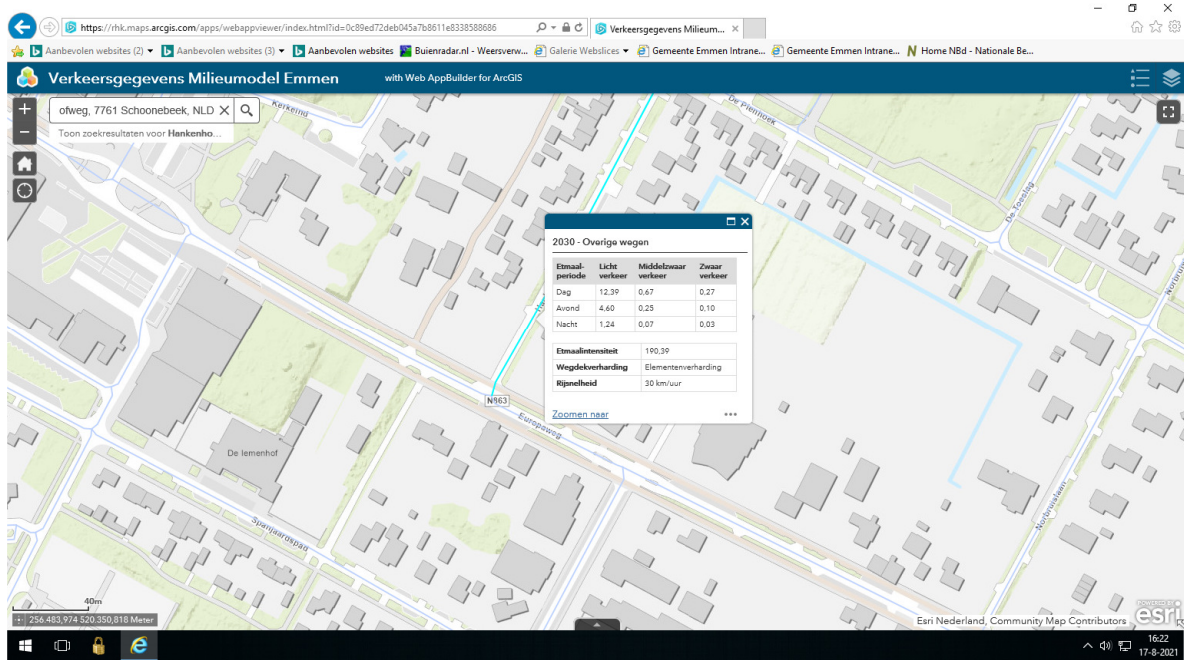 https://rhk.maps.arcgis.com/apps/webappviewer/index.html?id=0c89ed72deb045a7b8611e8338588686
Verkeersgegevens Milieum...
Aanbevolen websites (2)
Aanbevolen websites (3)
Aanbevolen websites
Buienradar.nl - Weersverw...
Galerie Webslices
Gemeente Emmen Intrane...
Gemeente Emmen Intrane...
Home NBd - Nationale Be...
Verkeersgegevens Milieumodel Emmen
with Web AppBuilder for ArcGIS
ofweg, 7761 Schoonebeek, NLD
Toon zoekresultaten voor Hankenho...
Kerkeind
De Piennoek
De Toeslag
2030 - Overige wegen
Etmaal-periode Licht verkeer Middelzwaar verkeer Zwaar verkeer
Dag 12,39 0,67 0,27
Avond 4,60 0,25 0,10
Nacht 1,24 0,07 0,03
Etmaalintensiteit 190,39
Wegdekverharding Elementenverharding
Rijsnelheid 30 km/uur
Zoomen naar
N863
Europaweg
De Iemenhof
Spanjaardspad
Norbruislaan
40m
256.483,974 520.350,818 Meter
Esri Nederland, Community Map Contributors
POWERED BY
esri
16:22
17-8-2021